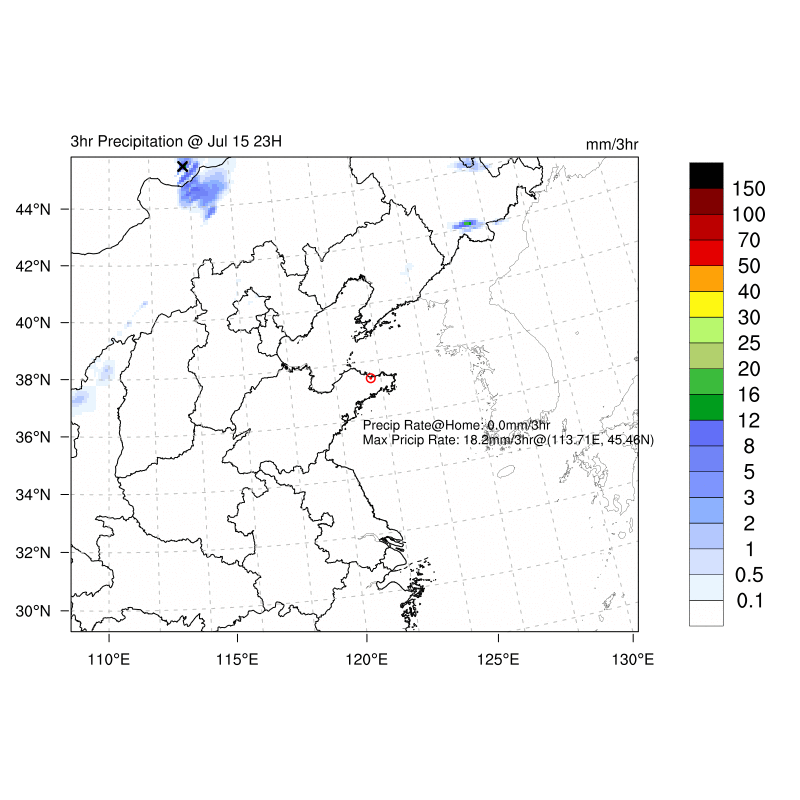 3hr Precipitation @ Jul 15 23H
mm/3hr
150
100
70
50
40
30
25
20
16
12
8
5
3
2
1
0.5
0.1
44°N
42°N
40°N
38°N
36°N
34°N
32°N
30°N
Precip Rate@Home: 0.0mm/3hr
Max Pricip Rate: 18.2mm/3hr@(113.71E, 45.46N)
110°E 115°E 120°E 125°E 130°E